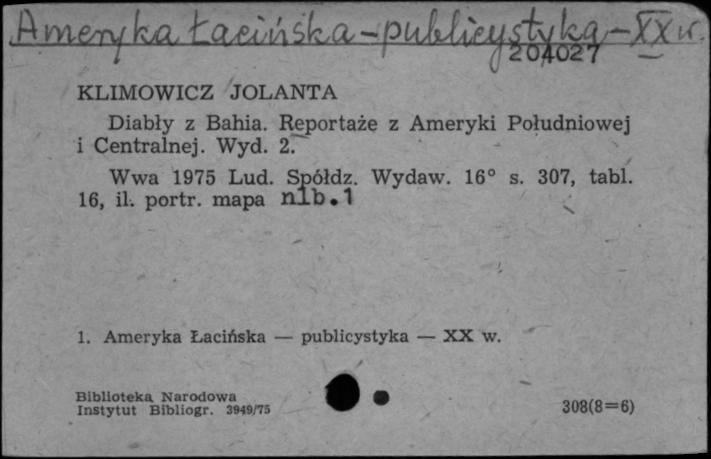 Ameryka Łacińska - publicystyka - XX w.
204027
KLIMOWICZ JOLANTA
Diabły z Bahia. Reportaże z Ameryki Południowej
i Centralnej. Wyd. 2.
Wwa 1975 Lud. Spółdz. Wydaw. 16° s. 307, tabl.
16, il. portr. mapa nlb.1
1. Ameryka Łacińska — publicystyka — XX w.
Biblioteka Narodowa
Instytut Bibliogr. 3949/75
308(8=6)